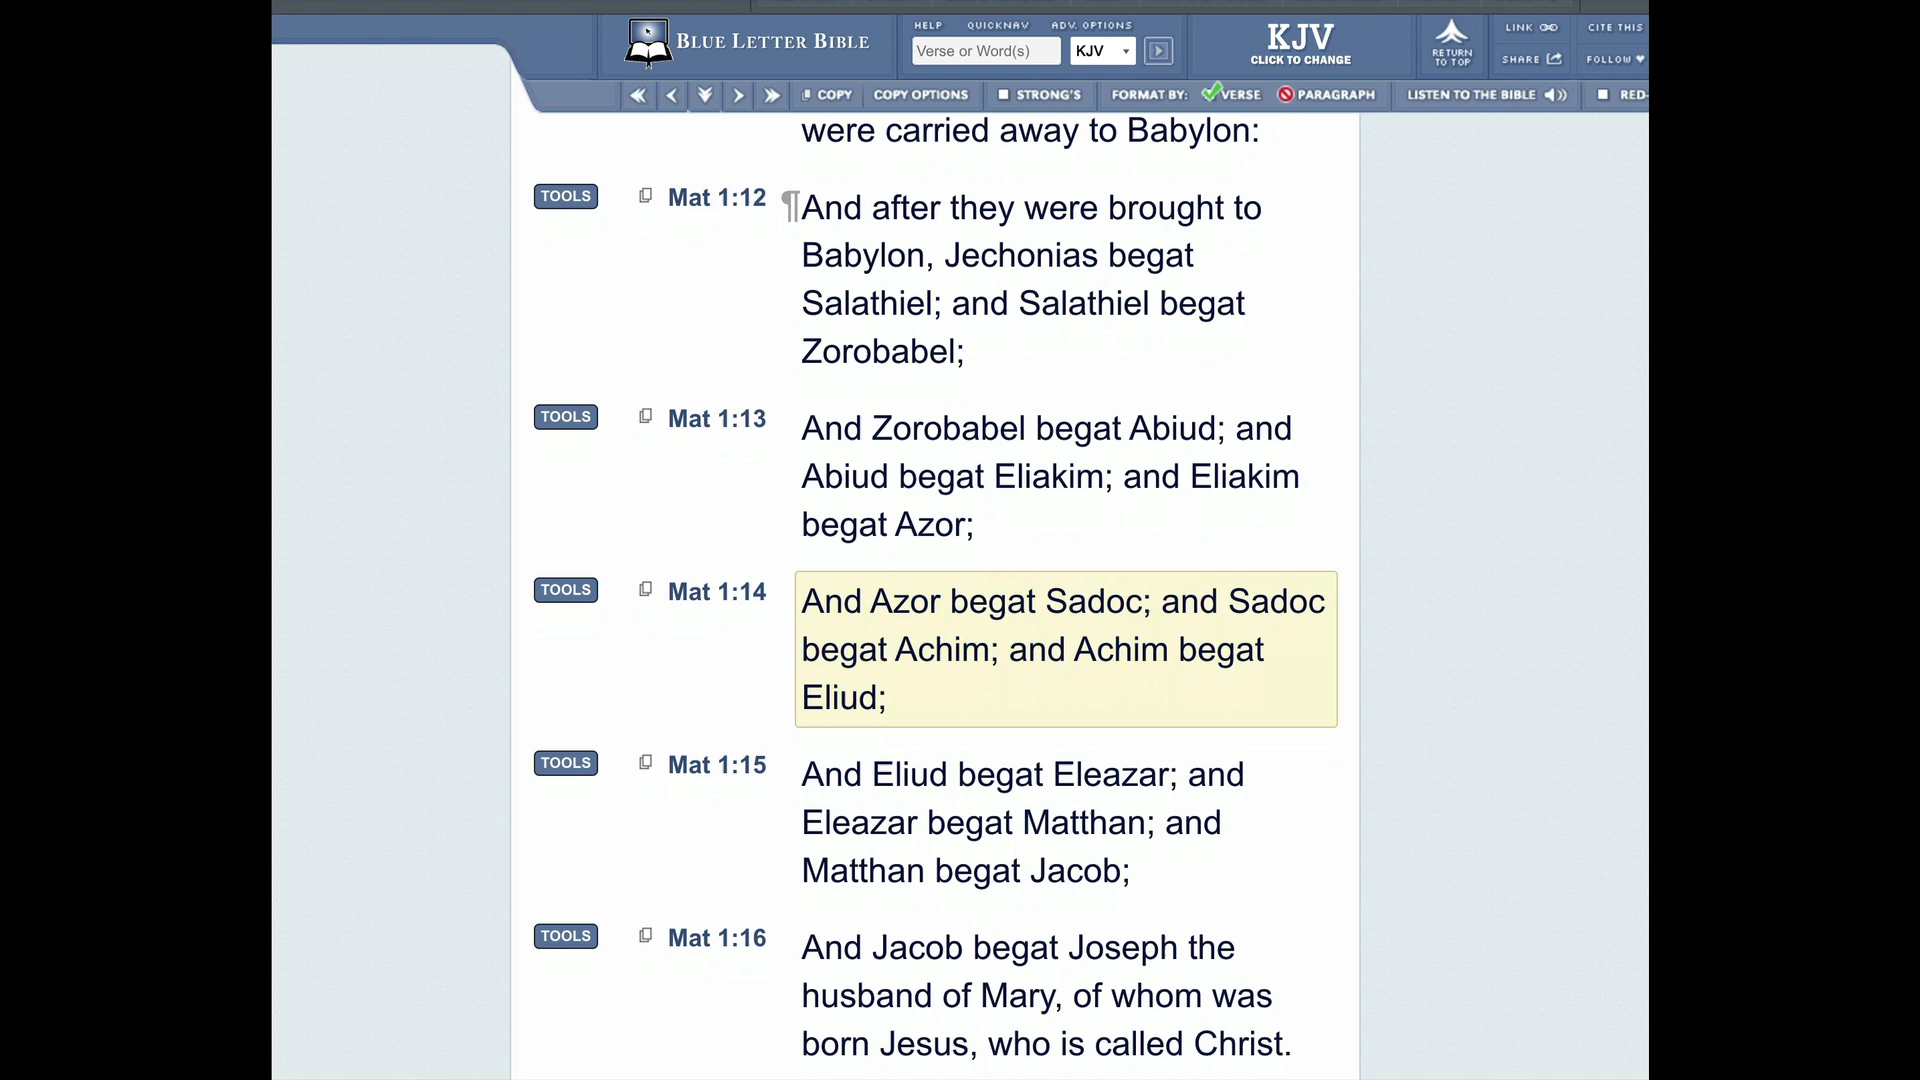 HELP QUICKNAV ADV. OPTIONS
BLUE LETTER BIBLE
Verse or Word(s) KJV
KJV
CLICK TO CHANGE
RETURN
TO TOP
LINK
CITE THIS
SHARE
FOLLOW
COPY COPY OPTIONS STRONG'S FORMAT BY: VERSE PARAGRAPH LISTEN TO THE BIBLE RED-
were carried away to Babylon:
TOOLS Mat 1:12 ¶And after they were brought to
Babylon, Jechonias begat
Salathiel; and Salathiel begat
Zorobabel;
TOOLS Mat 1:13 And Zorobabel begat Abiud; and
Abiud begat Eliakim; and Eliakim
begat Azor;
TOOLS Mat 1:14 And Azor begat Sadoc; and Sadoc
begat Achim; and Achim begat
Eliud;
TOOLS Mat 1:15 And Eliud begat Eleazar; and
Eleazar begat Matthan; and
Matthan begat Jacob;
TOOLS Mat 1:16 And Jacob begat Joseph the
husband of Mary, of whom was
born Jesus, who is called Christ.